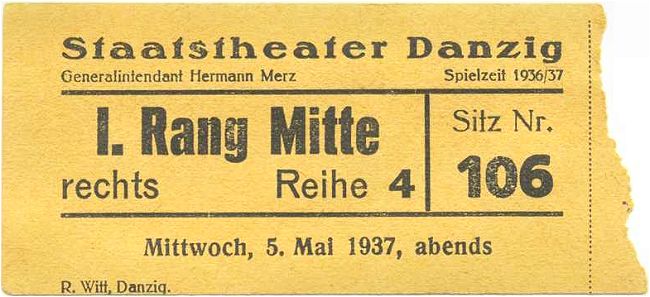 Staatstheater Danzig
Generalintendant Hermann Merz Spielzeit 1936/37
I. Rang Mitte
rechts Reihe 4
Sitz Nr.
106
Mittwoch, 5. Mai 1937, abends
R. Witt, Danzig.